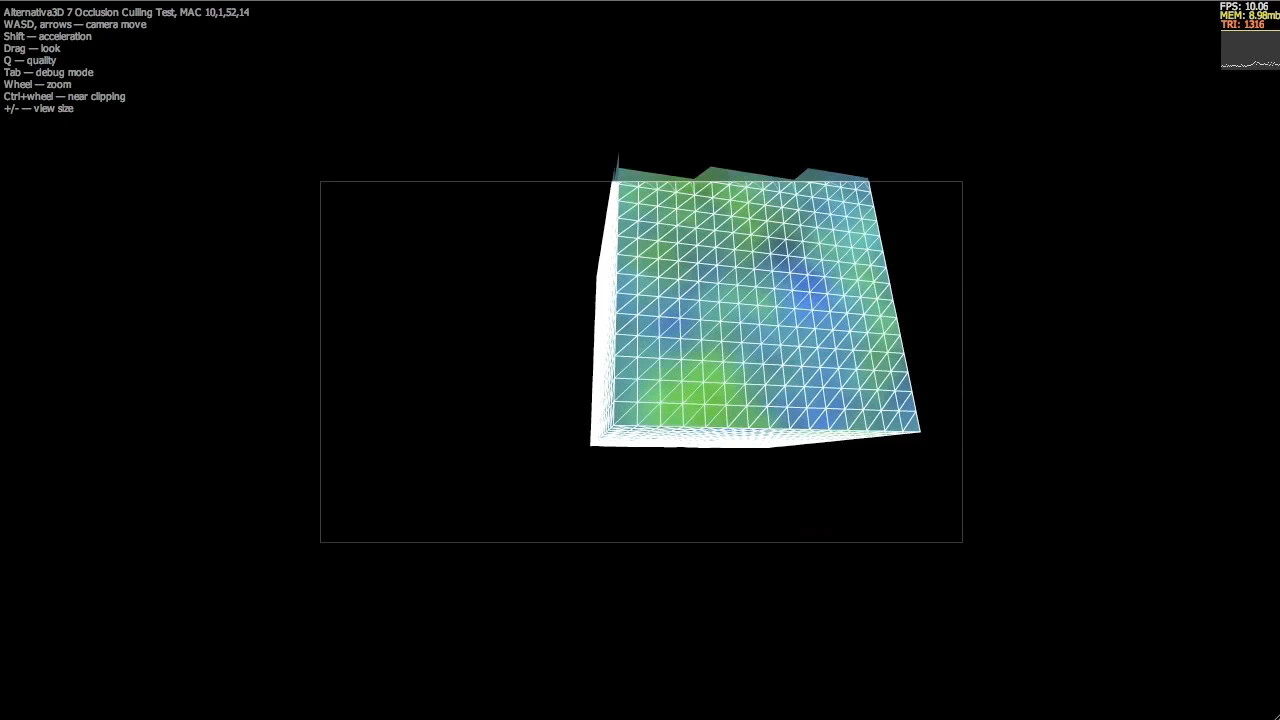 Alternativa3D 7 Occlusion Culling Test, MAC 10,1,52,14
WASD, arrows — camera move
Shift — acceleration
Drag — look
Q — quality
Tab — debug mode
Wheel — zoom
Ctrl+wheel — near clipping
+/- — view size
FPS: 10.06
MEM: 8.98mb
TRI: 1316